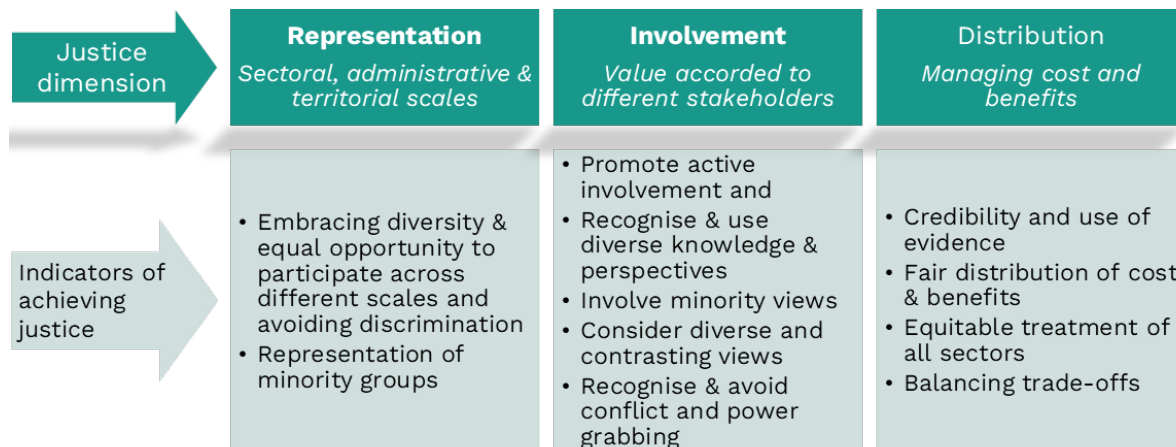 Justice
dimension
Representation
Sectoral, administrative &
territorial scales
Involvement
Value accorded to
different stakeholders
Distribution
Managing cost and
benefits
Indicators of
achieving
justice
• Embracing diversity &
equal opportunity to
participate across
different scales and
avoiding discrimination
• Representation of
minority groups
• Promote active
involvement and
• Recognise & use
diverse knowledge &
perspectives
• Involve minority views
• Consider diverse and
contrasting views
• Recognise & avoid
conflict and power
grabbing
• Credibility and use of
evidence
• Fair distribution of cost
& benefits
• Equitable treatment of
all sectors
• Balancing trade-offs